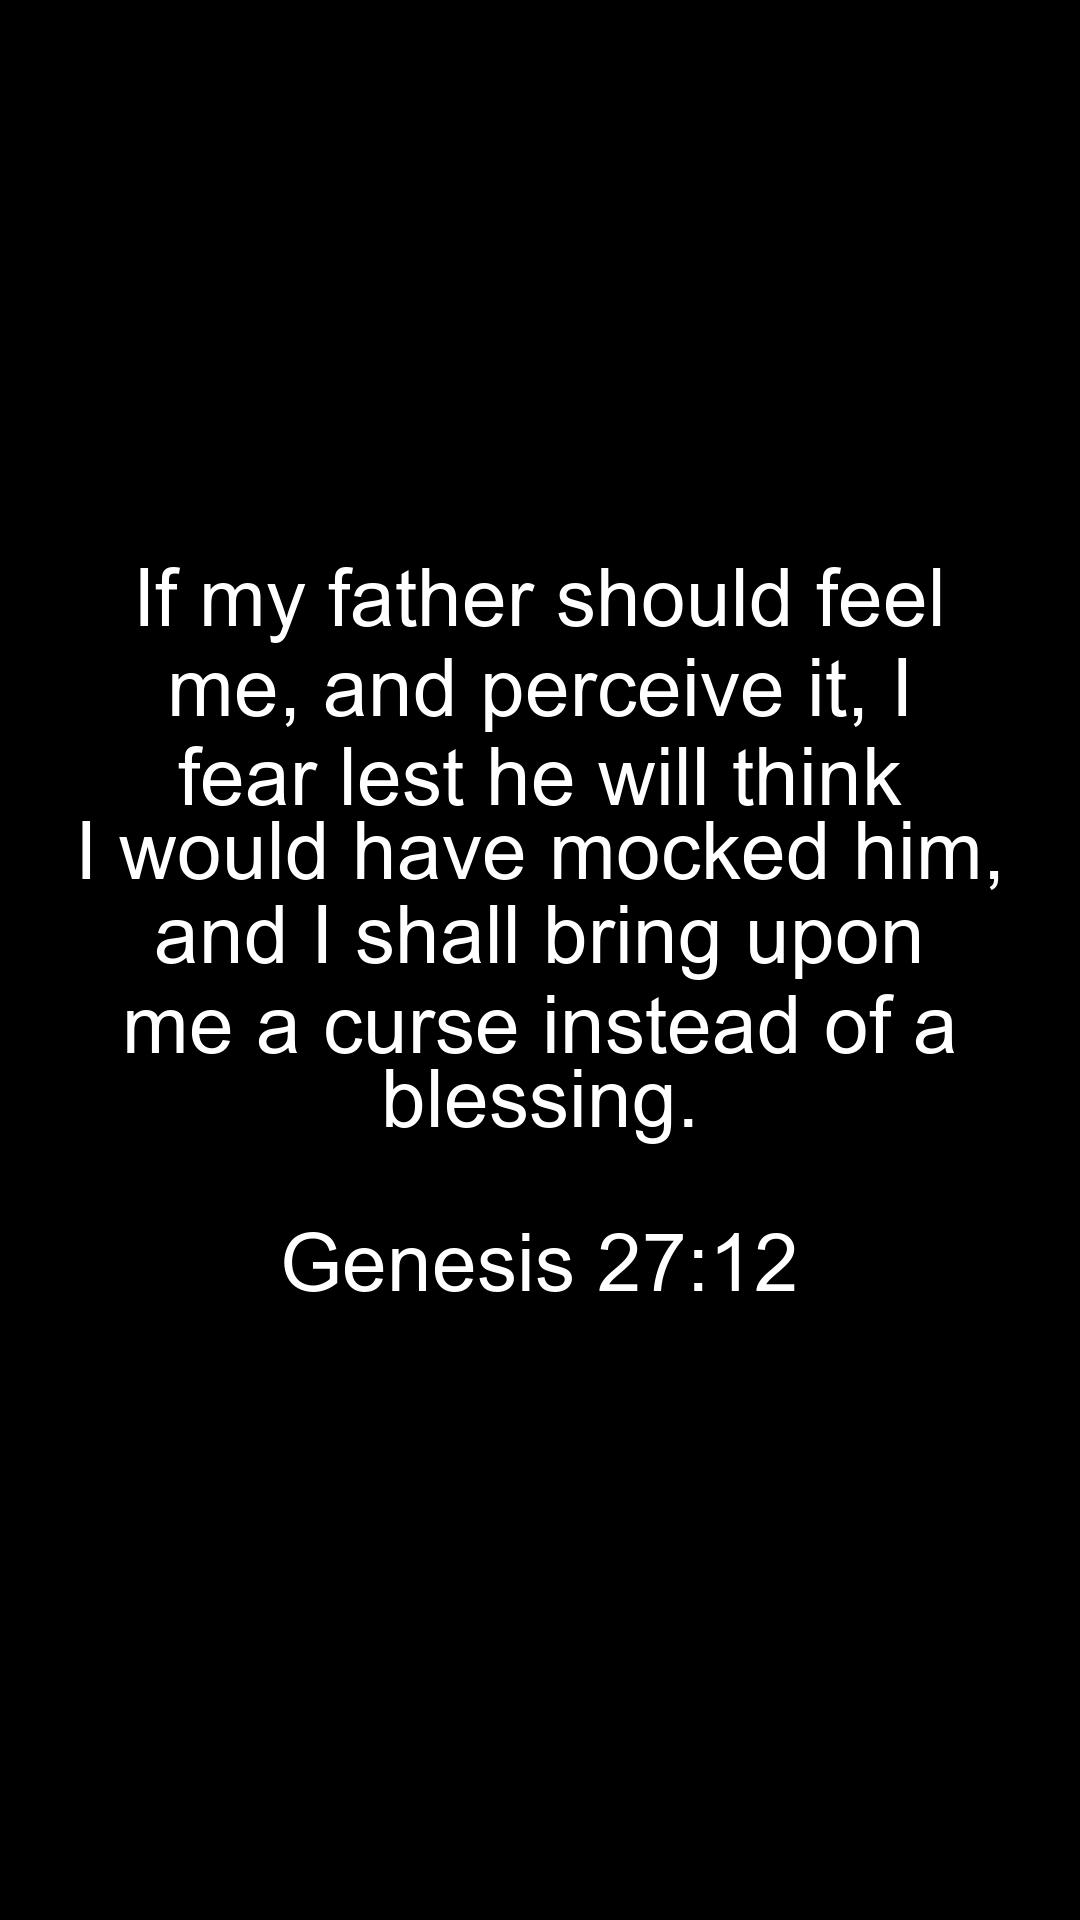 If my father should feel
me, and perceive it, I
fear lest he will think
I would have mocked him,
and I shall bring upon
me a curse instead of a
blessing.
Genesis 27:12